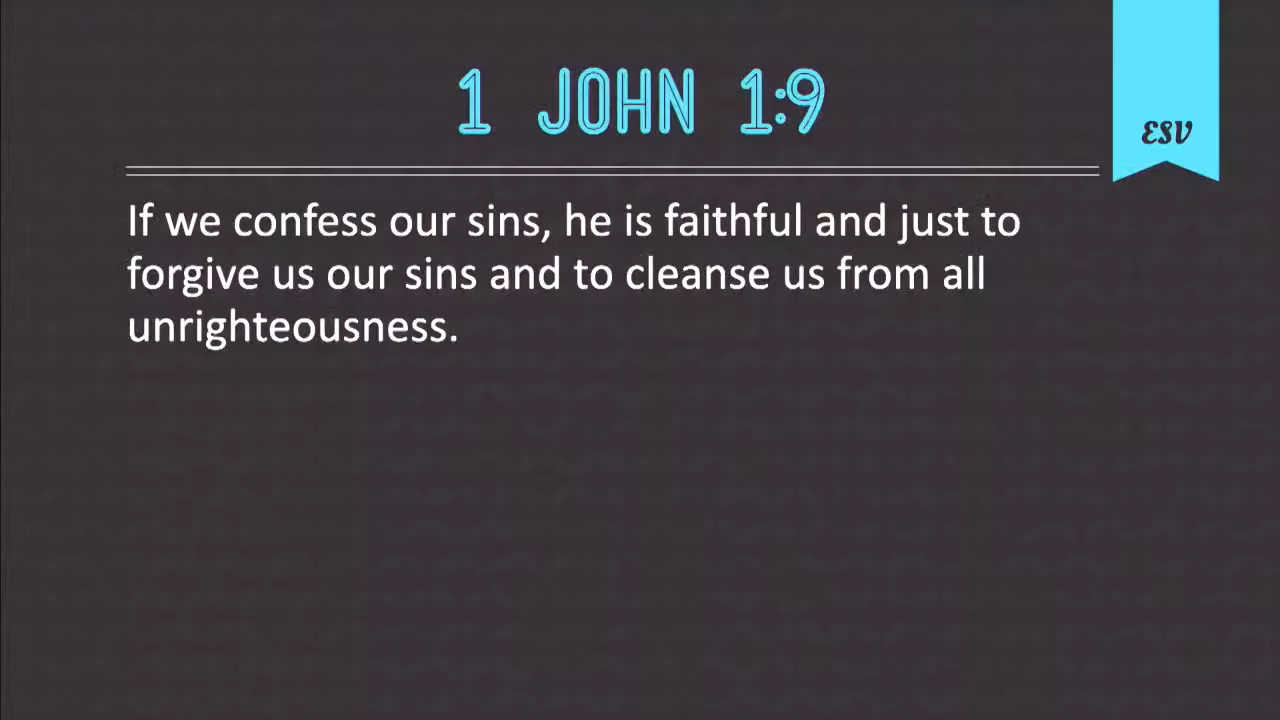 1 JOHN 1:9
ESV
If we confess our sins, he is faithful and just to
forgive us our sins and to cleanse us from all
unrighteousness.